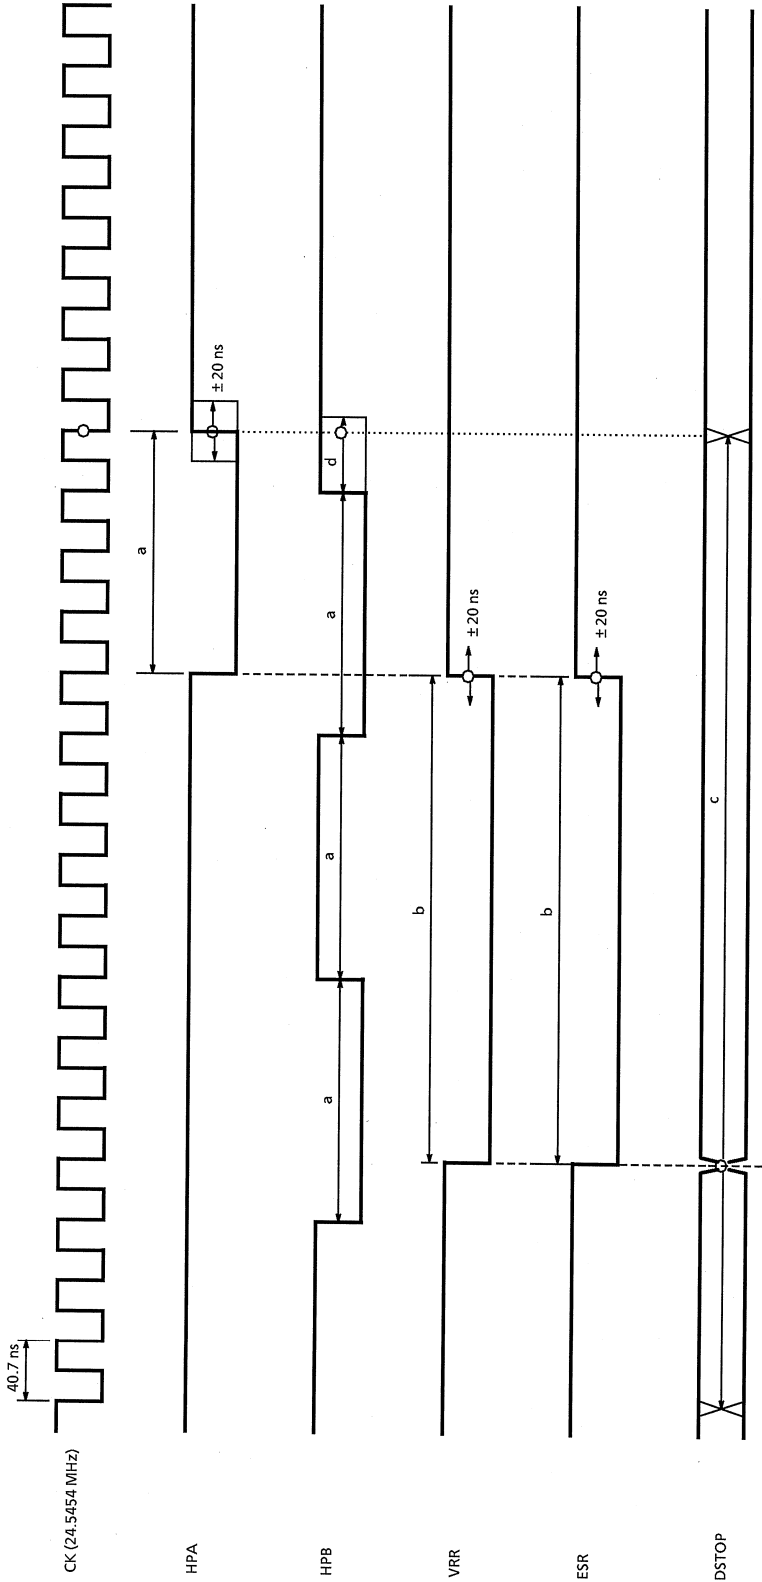 40.7 ns
CK (24.5454 MHz)
a
± 20 ns
HPA
a
a
a
d
HPB
b
± 20 ns
VRR
b
± 20 ns
ESR
c
DSTOP